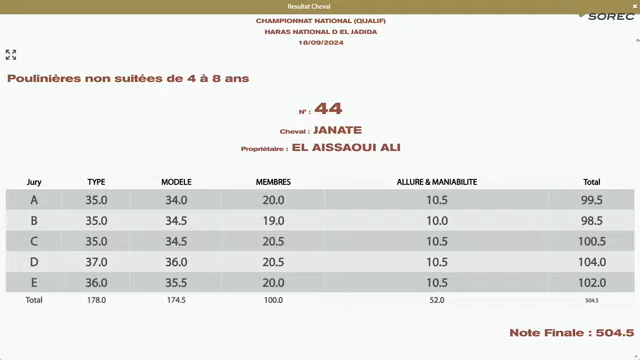 Resultat Cheval
CHAMPIONNAT NATIONAL (QUALIF)
SOREC
HARAS NATIONAL D EL JADIDA
18/09/2024
Poulinières non suitées de 4 à 8 ans
N° : 44
Cheval : JANATE
Propriétaire : EL AISSAOUI ALI
Jury TYPE MODELE MEMBRES ALLURE & MANIABILITE Total
A 35.0 34.0 20.0 10.5 99.5
B 35.0 34.5 19.0 10.0 98.5
C 35.0 34.5 20.5 10.5 100.5
D 37.0 36.0 20.5 10.5 104.0
E 36.0 35.5 20.0 10.5 102.0
Total 178.0 174.5 100.0 52.0 504.5
Note Finale : 504.5